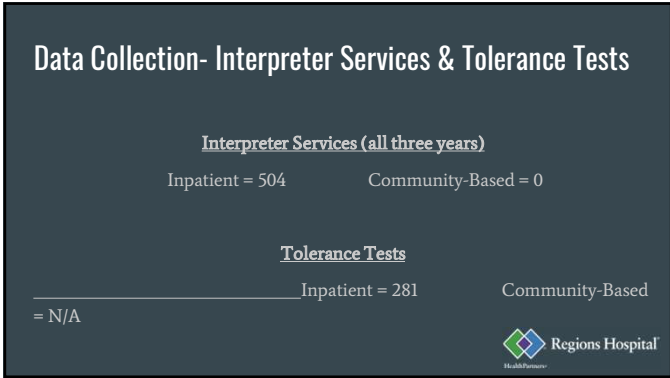 Data Collection- Interpreter Services & Tolerance Tests
Interpreter Services (all three years)
Inpatient = 504 Community-Based = 0
Tolerance Tests
___________________________Inpatient = 281 Community-Based
= N/A
Regions Hospital®
HealthPartners®